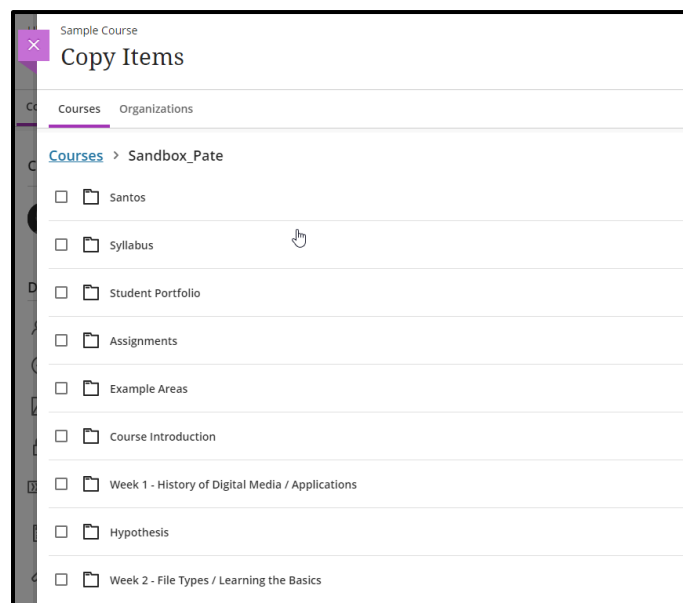 Sample Course
Copy Items
Courses Organizations
Courses > Sandbox_Pate
Santos
Syllabus
Student Portfolio
Assignments
Example Areas
Course Introduction
Week 1 - History of Digital Media / Applications
Hypothesis
Week 2 - File Types / Learning the Basics